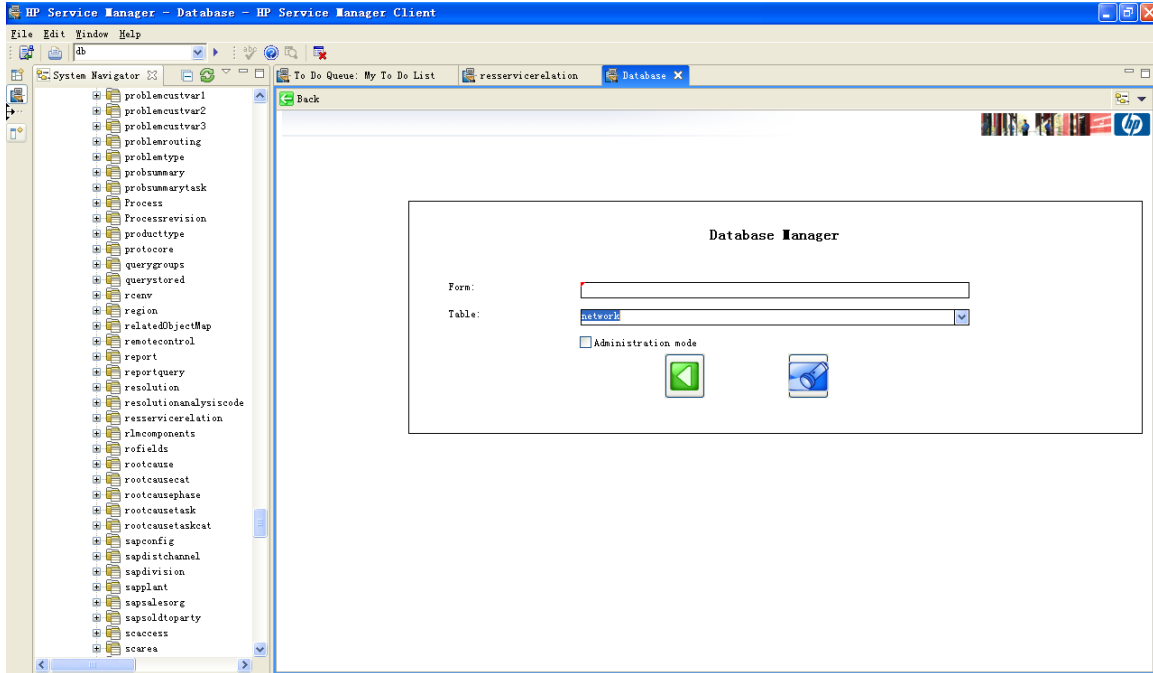 HP Service Manager - Database - HP Service Manager Client
File Edit Window Help
db
System Navigator
To Do Queue: My To Do List
resservicerelation
Database
problemcustvar1
problemcustvar2
problemcustvar3
problemrouting
problemtype
probsummary
probsummarytask
Process
Processrevision
producttype
protocore
querygroups
querystored
rcenv
region
relatedObjectMap
remotecontrol
report
reportquery
resolution
resolutionanalysiscode
resservicerelation
rlmcomponents
rofields
rootcause
rootcausecat
rootcausephase
rootcausetask
rootcausetaskcat
sapconfig
sapdistchannel
sapdivision
sapplant
sapsalesorg
sapsoldtoparty
scaccess
scarea
Back
hp
Database Manager
Form:
Table:
network
Administration mode